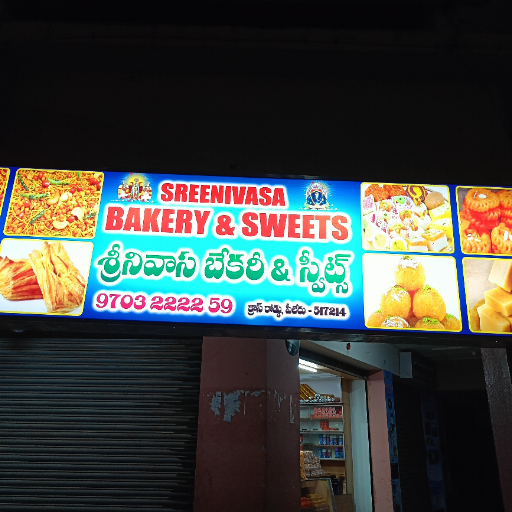 SREENIVASA
BAKERY & SWEETS
శ్రీనివాస బేకరీ & స్వీట్స్
9703 2222 59
క్రాస్ రోడ్డు, పీలేరు - 517214